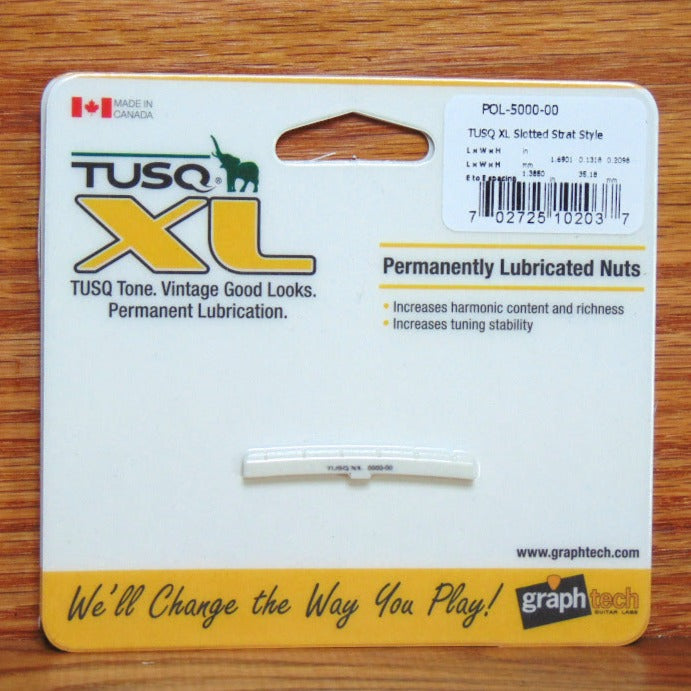 MADE IN
CANADA
TUSQ®
XL
TUSQ Tone. Vintage Good Looks.
Permanent Lubrication.
POL-5000-00
TUSQ XL Slotted Strat Style
L x W x H in 1.6901 0.1318 0.2098
L x W x H mm
E to E spacing 1.3850 in 35.18 mm
7 02725 10203 7
Permanently Lubricated Nuts
• Increases harmonic content and richness
• Increases tuning stability
TUSQ XL 5000-00
www.graphtech.com
We'll Change the Way You Play!
graphtech
GUITAR LABS